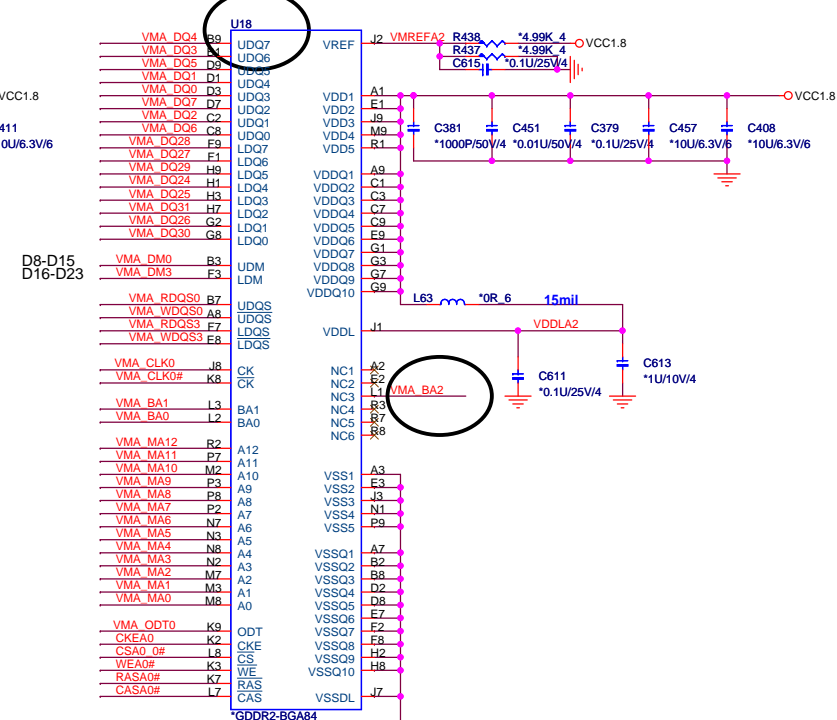 U18
VMA_DQ4 B9 UDQ7
VMA_DQ3 B1 UDQ6
VMA_DQ5 D9 UDQ5
VMA_DQ1 D1 UDQ4
VMA_DQ0 D3 UDQ3
VMA_DQ7 D7 UDQ2
VMA_DQ2 C2 UDQ1
VMA_DQ6 C8 UDQ0
VMA_DQ28 F9 LDQ7
VMA_DQ27 F1 LDQ6
VMA_DQ29 H9 LDQ5
VMA_DQ24 H1 LDQ4
VMA_DQ25 H3 LDQ3
VMA_DQ31 H7 LDQ2
VMA_DQ26 G2 LDQ1
VMA_DQ30 G8 LDQ0
D8-D15
D16-D23
VMA_DM0 B3 UDM
VMA_DM3 F3 LDM
VMA_RDQS0 B7 UDQS
VMA_WDQS0 A8 UDQS
VMA_RDQS3 F7 LDQS
VMA_WDQS3 E8 LDQS
VMA_CLK0 J8 CK
VMA_CLK0# K8 CK
VMA_BA1 L3 BA1
VMA_BA0 L2 BA0
VMA_MA12 R2 A12
VMA_MA11 P7 A11
VMA_MA10 M2 A10
VMA_MA9 P3 A9
VMA_MA8 P8 A8
VMA_MA7 P2 A7
VMA_MA6 N7 A6
VMA_MA5 N3 A5
VMA_MA4 N8 A4
VMA_MA3 N2 A3
VMA_MA2 M7 A2
VMA_MA1 M3 A1
VMA_MA0 M8 A0
VMA_ODT0 K9 ODT
CKEA0 K2 CKE
CSA0_0# L8 CS
WEA0# K3 WE
RASA0# K7 RAS
CASA0# L7 CAS
*GDDR2-BGA84
VREF J2 VMREFA2
VDD1 A1
VDD2 E1
VDD3 J9
VDD4 M9
VDD5 R1
VDDQ1 A9
VDDQ2 C1
VDDQ3 C3
VDDQ4 C7
VDDQ5 C9
VDDQ6 E9
VDDQ7 G1
VDDQ8 G3
VDDQ9 G7
VDDQ10 G9
VDDL J1 VDDLA2
NC1 A2
NC2 E2
NC3 L1 VMA_BA2
NC4 R3
NC5 R7
NC6 R8
VSS1 A3
VSS2 E3
VSS3 J3
VSS4 N1
VSS5 P9
VSSQ1 A7
VSSQ2 B2
VSSQ3 B8
VSSQ4 D2
VSSQ5 D8
VSSQ6 E7
VSSQ7 F2
VSSQ8 F8
VSSQ9 H2
VSSQ10 H8
VSSDL J7
R438 *4.99K_4
R437 *4.99K_4
C615 *0.1U/25V/4
VCC1.8
VCC1.8
C381
*1000P/50V/4
C451
*0.01U/50V/4
C379
*0.1U/25V/4
C457
*10U/6.3V/6
C408
*10U/6.3V/6
L63 *0R_6 15mil
C611
*0.1U/25V/4
C613
*1U/10V/4
VCC1.8
411
0U/6.3V/6